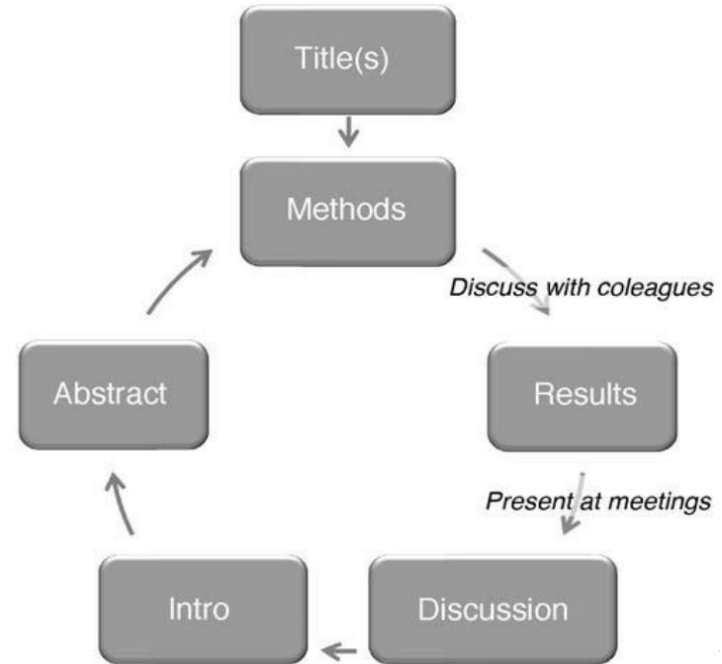 Title(s)
Methods
Discuss with coleagues
Abstract
Results
Present at meetings
Intro
Discussion